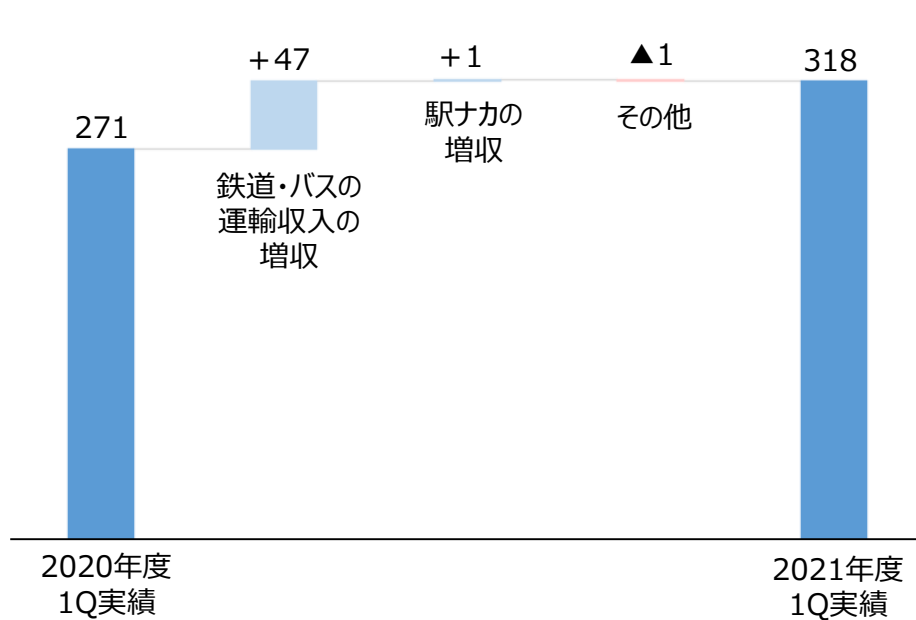 271
＋47
鉄道・バスの
運輸収入の
増収
＋1
駅ナカの
増収
▲1
その他
318
2020年度
1Q実績
2021年度
1Q実績